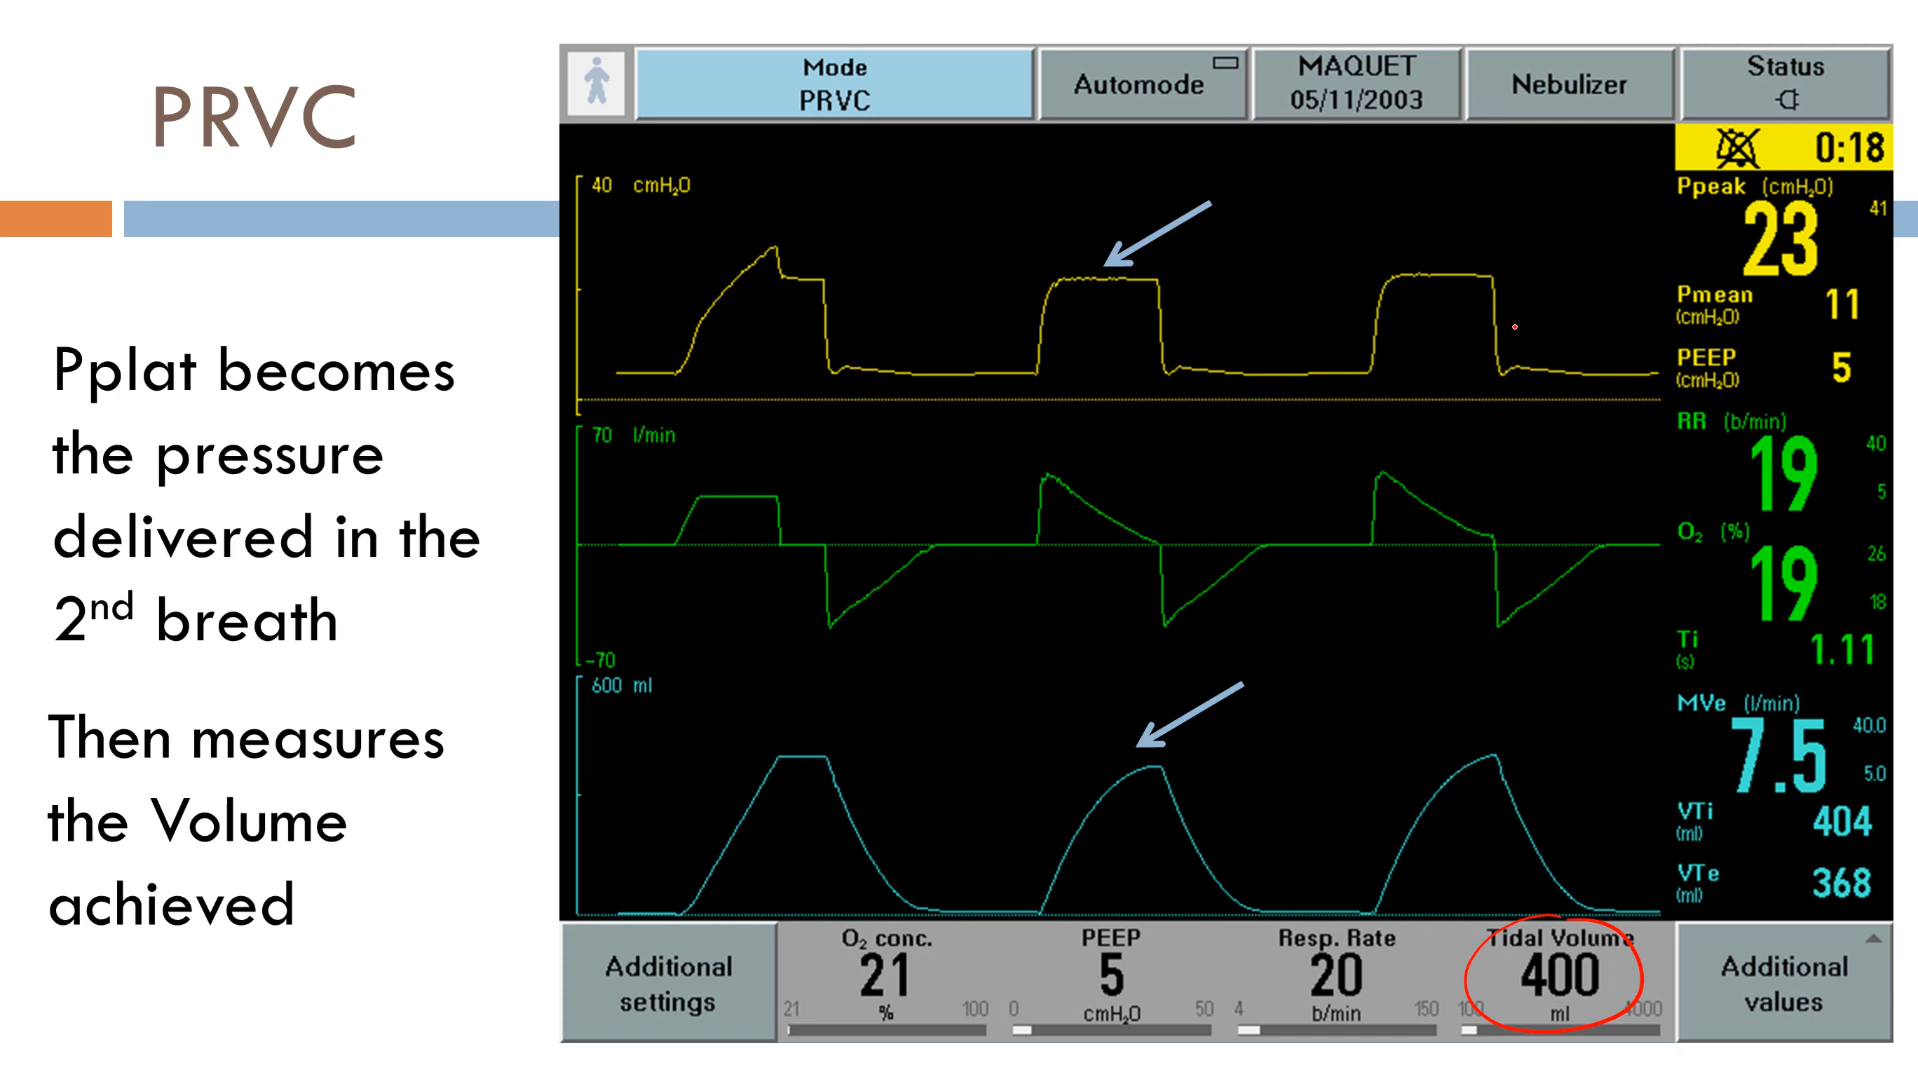 PRVC
Pplat becomes
the pressure
delivered in the
2nd breath
Then measures
the Volume
achieved
Mode
PRVC
Automode
MAQUET
05/11/2003
Nebulizer
Status
0:18
40 cmH₂O
Ppeak (cmH₂O)
41
23
Pmean
(cmH₂O)
11
PEEP
(cmH₂O)
5
70 l/min
-70
RR (b/min)
40
19
5
O₂ (%)
26
19
18
Ti
(s)
1.11
600 ml
MVe (l/min)
40.0
7.5
5.0
VTi
(ml)
404
VTe
(ml)
368
Additional
settings
O₂ conc.
21
21 % 100
PEEP
5
0 cmH₂O 50
Resp. Rate
20
4 b/min 150
Tidal Volume
400
100 ml 1000
Additional
values